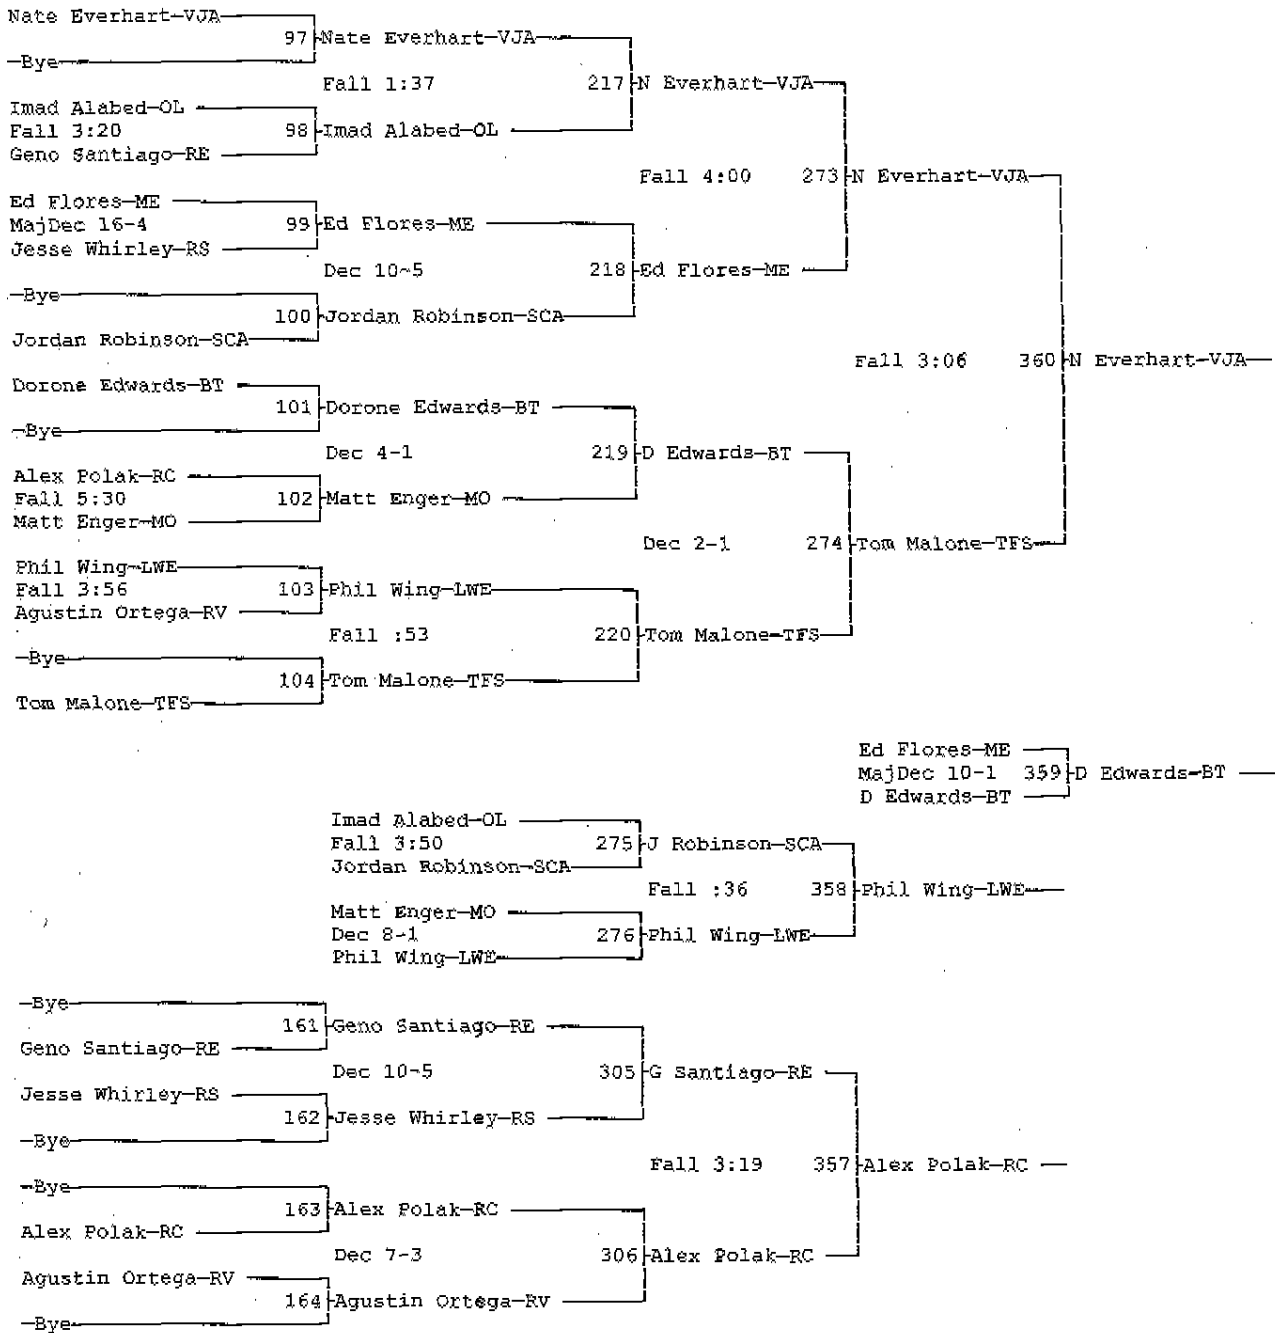 Nate Everhart—VJA
97 Nate Everhart—VJA
—Bye
Fall 1:37 217 N Everhart—VJA
Imad Alabed—OL
Fall 3:20 98 Imad Alabed—OL
Geno Santiago—RE
Fall 4:00 273 N Everhart—VJA
Ed Flores—ME
MajDec 16-4 99 Ed Flores—ME
Jesse Whirley—RS
Dec 10-5 218 Ed Flores—ME
—Bye
100 Jordan Robinson—SCA
Jordan Robinson—SCA
Fall 3:06 360 N Everhart—VJA
Dorone Edwards—BT
101 Dorone Edwards—BT
—Bye
Dec 4-1 219 D Edwards—BT
Alex Polak—RC
Fall 5:30 102 Matt Enger—MO
Matt Enger—MO
Dec 2-1 274 Tom Malone—TFS
Phil Wing—LWE
Fall 3:56 103 Phil Wing—LWE
Agustin Ortega—RV
Fall :53 220 Tom Malone—TFS
—Bye
104 Tom Malone—TFS
Tom Malone—TFS
Ed Flores—ME
MajDec 10-1 359 D Edwards—BT
D Edwards—BT
Imad Alabed—OL
Fall 3:50 275 J Robinson—SCA
Jordan Robinson—SCA
Fall :36 358 Phil Wing—LWE
Matt Enger—MO
Dec 8-1 276 Phil Wing—LWE
Phil Wing—LWE
—Bye
161 Geno Santiago—RE
Geno Santiago—RE
Dec 10-5 305 G Santiago—RE
Jesse Whirley—RS
162 Jesse Whirley—RS
—Bye
Fall 3:19 357 Alex Polak—RC
—Bye
163 Alex Polak—RC
Alex Polak—RC
Dec 7-3 306 Alex Polak—RC
Agustin Ortega—RV
164 Agustin Ortega—RV
—Bye